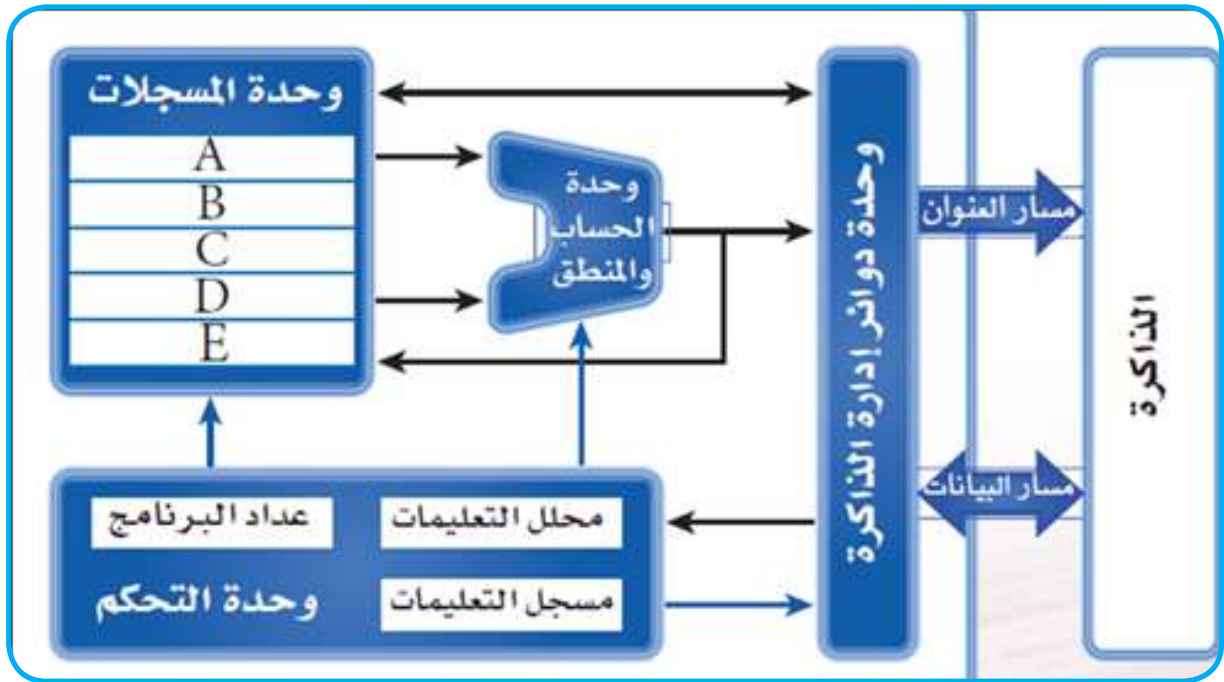 وحدة المسجلات
A
B
C
D
E
وحدة
الحساب
والمنطق
وحدة دوائر إدارة الذاكرة
مسار العنوان
مسار البيانات
الذاكرة
محلل التعليمات
عداد البرنامج
مسجل التعليمات
وحدة التحكم